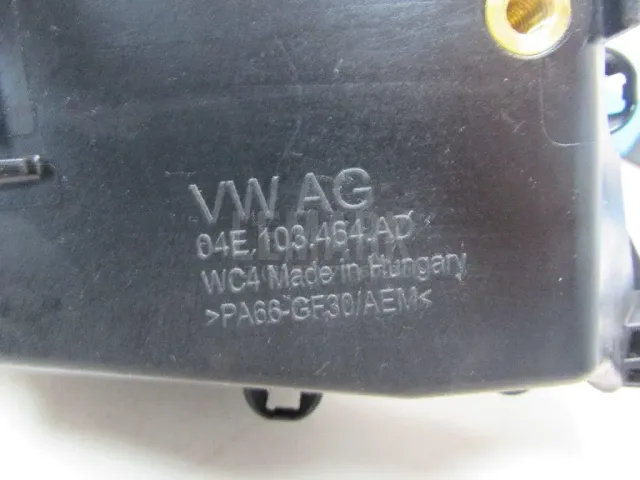 VW AG
04E.103.464.AD
WC4 Made in Hungary
>PA66-GF30/AEM<